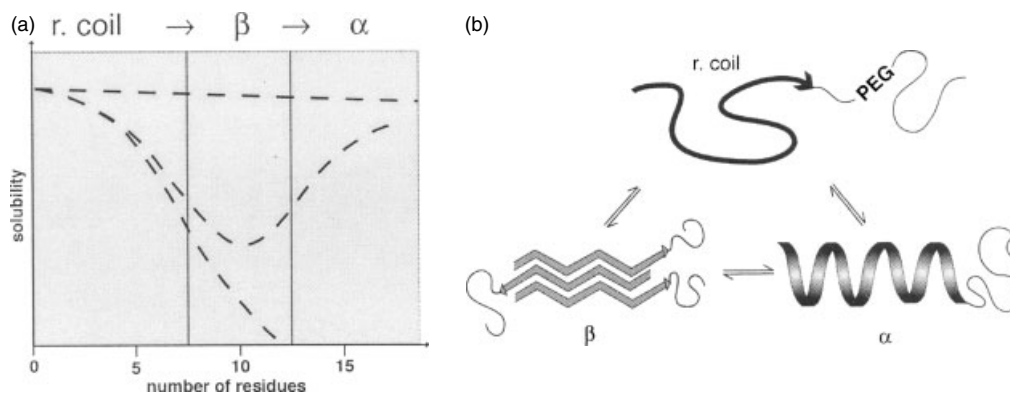 (a)
r. coil → β → α
solubility
0 5 10 15
number of residues
(b)
r. coil
PEG
β
α